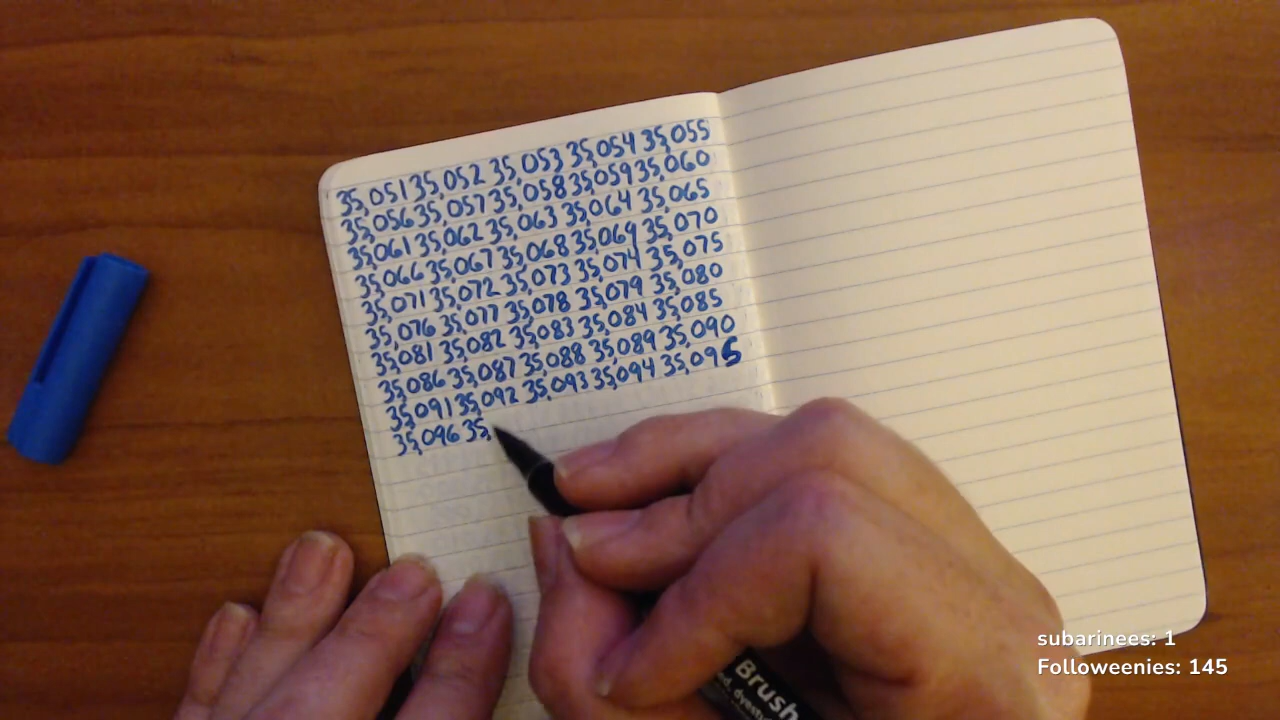 35,051 35,052 35,053 35,054 35,055
35,056 35,057 35,058 35,059 35,060
35,061 35,062 35,063 35,064 35,065
35,066 35,067 35,068 35,069 35,070
35,071 35,072 35,073 35,074 35,075
35,076 35,077 35,078 35,079 35,080
35,081 35,082 35,083 35,084 35,085
35,086 35,087 35,088 35,089 35,090
35,091 35,092 35,093 35,094 35,095
35,096 35,
Brush
subarinees: 1
Followeenies: 145